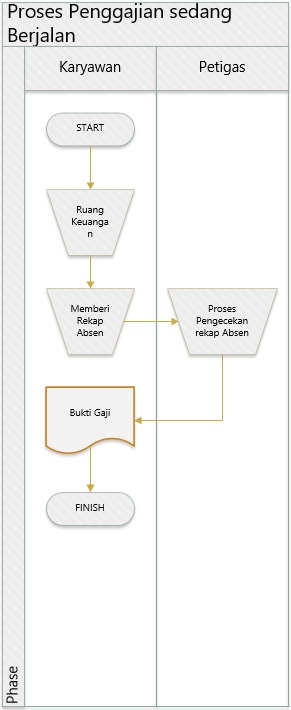 Proses Penggajian sedang
Berjalan
Karyawan
Petigas
START
Ruang
Keuanga
n
Memberi
Rekap
Absen
Proses
Pengecekan
rekap Absen
Bukti Gaji
FINISH
Phase